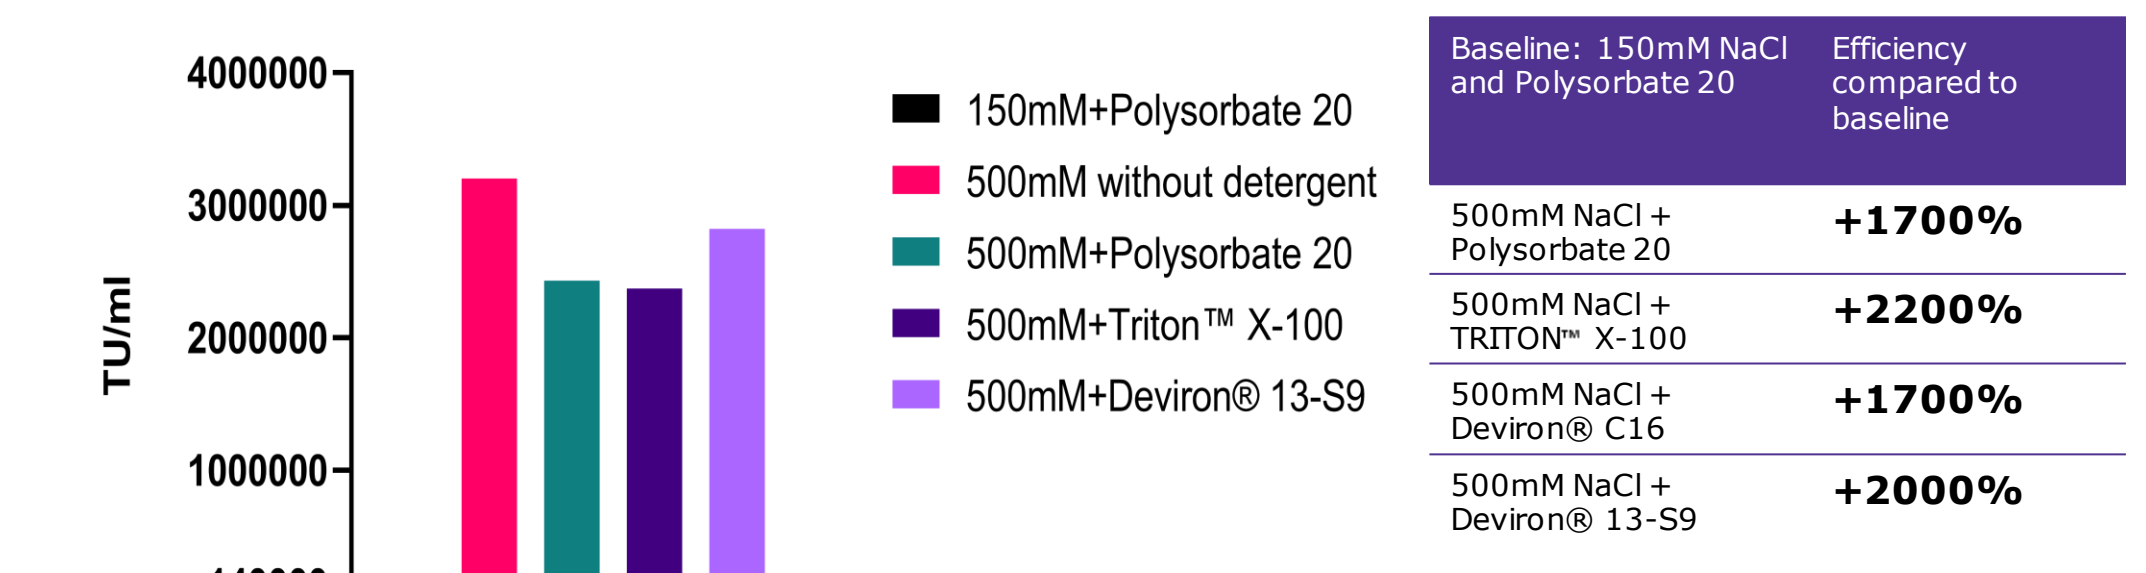 4000000
3000000
2000000
1000000
TU/ml
150mM+Polysorbate 20
500mM without detergent
500mM+Polysorbate 20
500mM+Triton™ X-100
500mM+Deviron® 13-S9
Baseline: 150mM NaCl
and Polysorbate 20
Efficiency
compared to
baseline
500mM NaCl +
Polysorbate 20
+1700%
500mM NaCl +
TRITON™ X-100
+2200%
500mM NaCl +
Deviron® C16
+1700%
500mM NaCl +
Deviron® 13-S9
+2000%